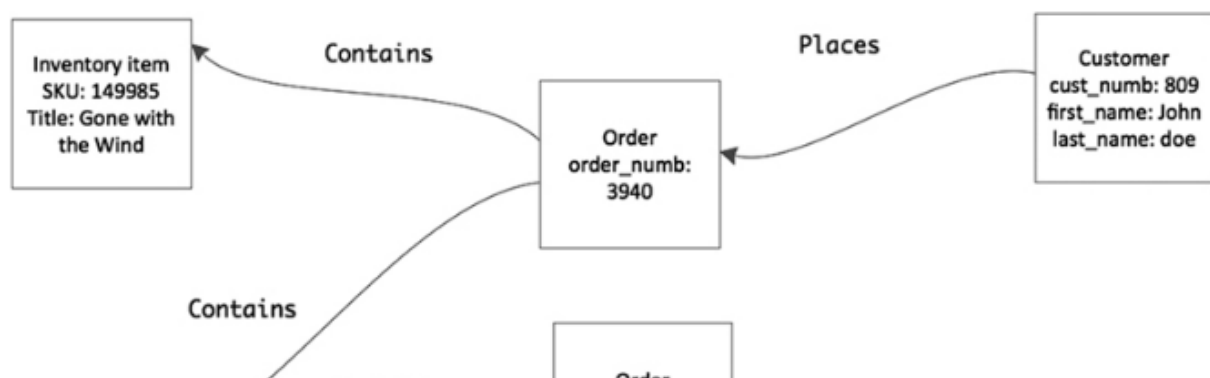 Inventory item
SKU: 149985
Title: Gone with
the Wind
Contains
Order
order_numb:
3940
Places
Customer
cust_numb: 809
first_name: John
last_name: doe
Contains
Order